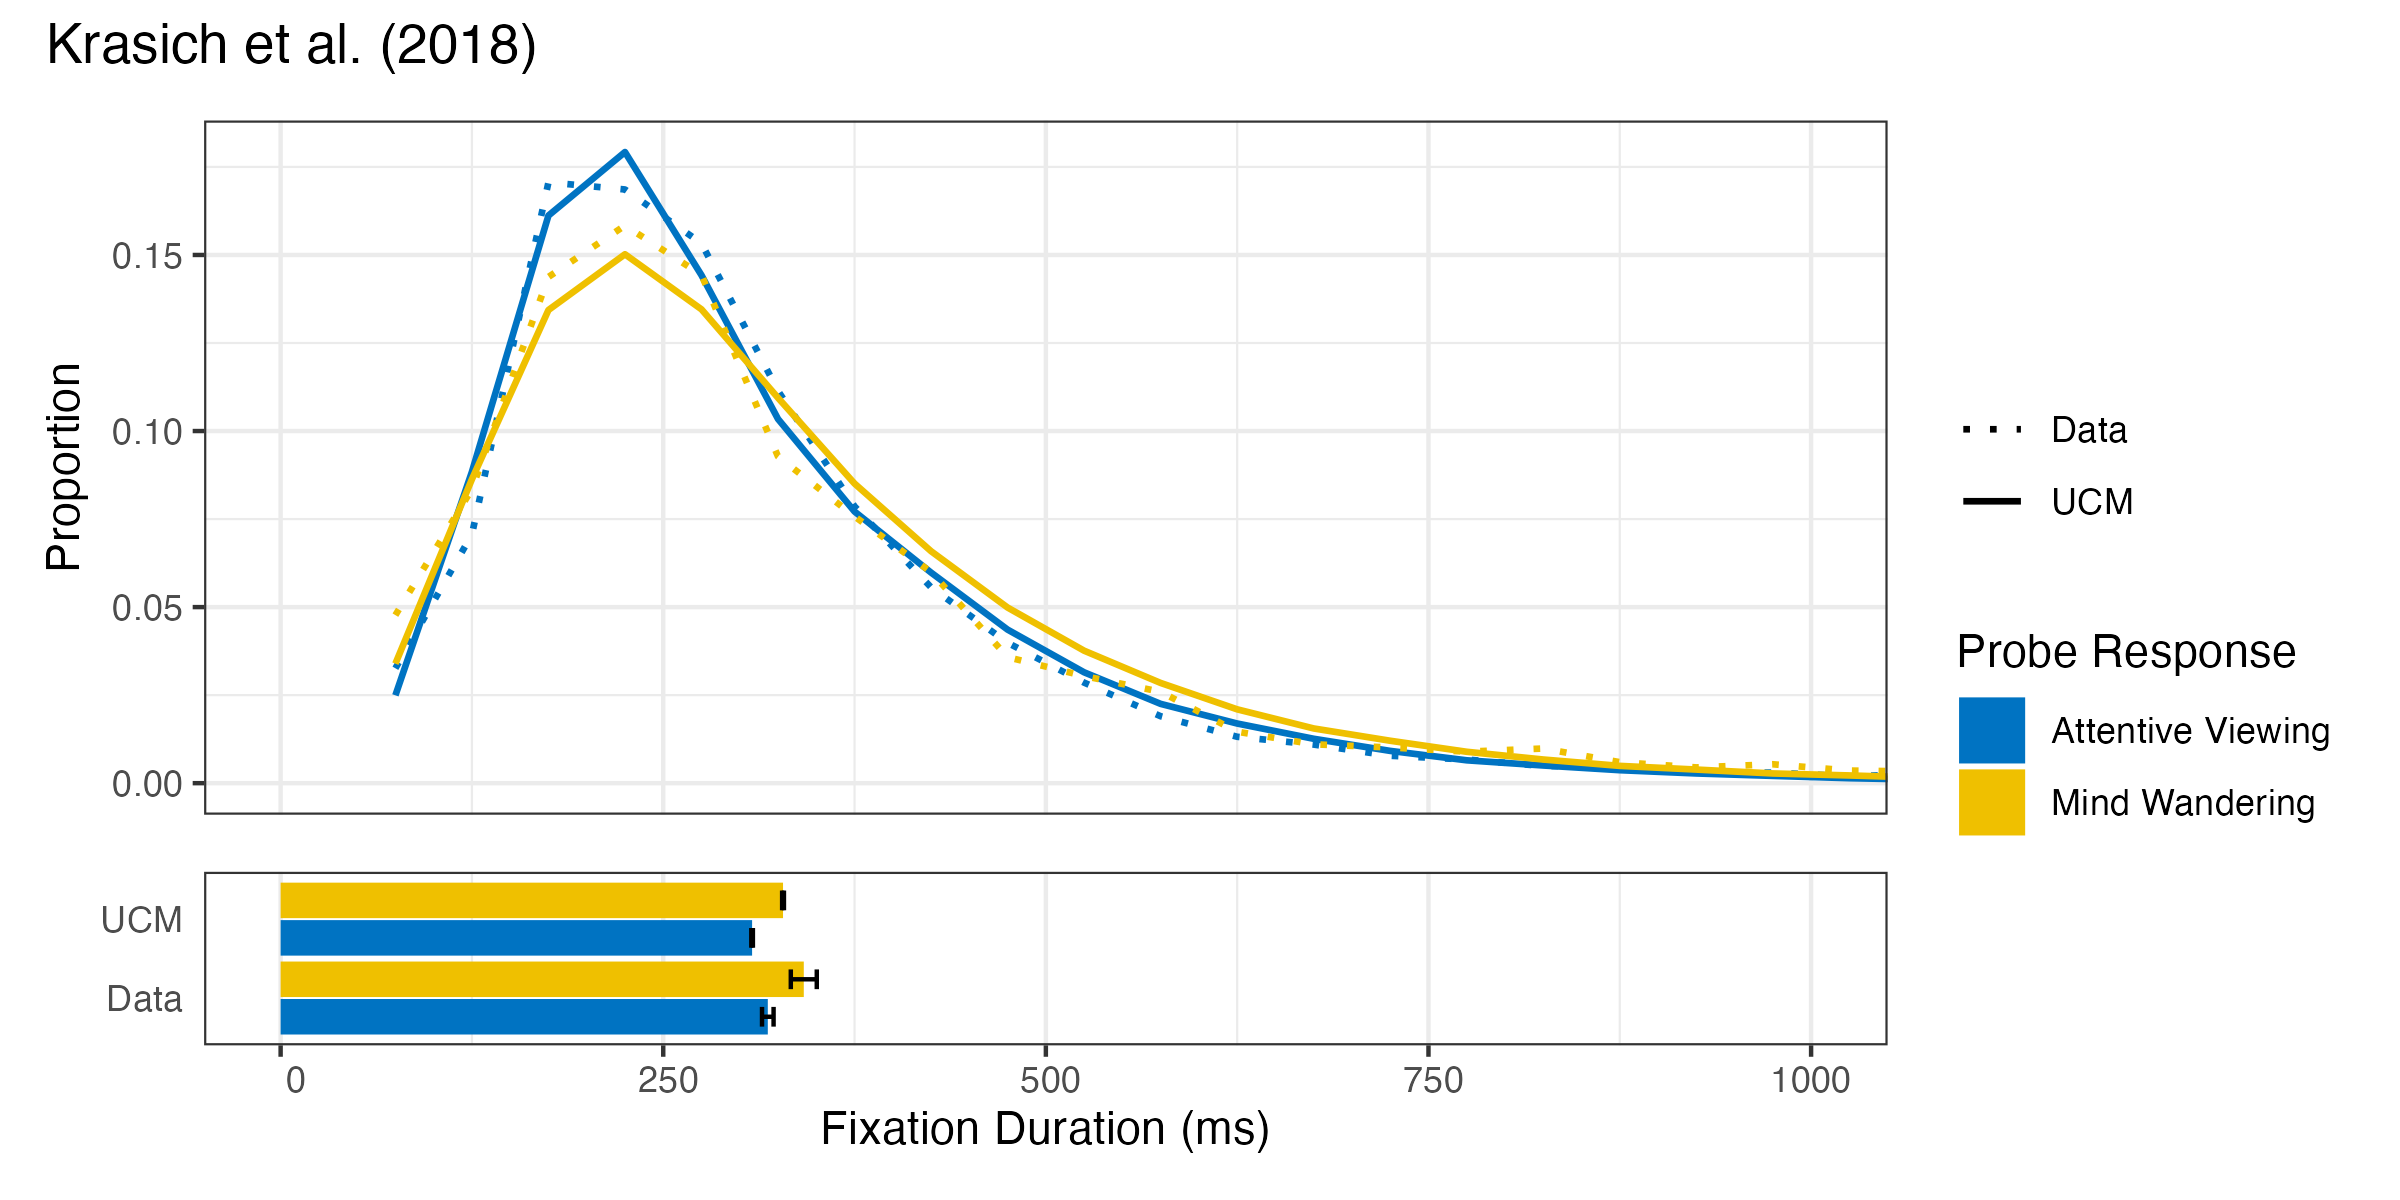 Krasich et al. (2018)
Proportion
0.15
0.10
0.05
0.00
Data
UCM
Probe Response
Attentive Viewing
Mind Wandering
UCM
Data
0 250 500 750 1000
Fixation Duration (ms)